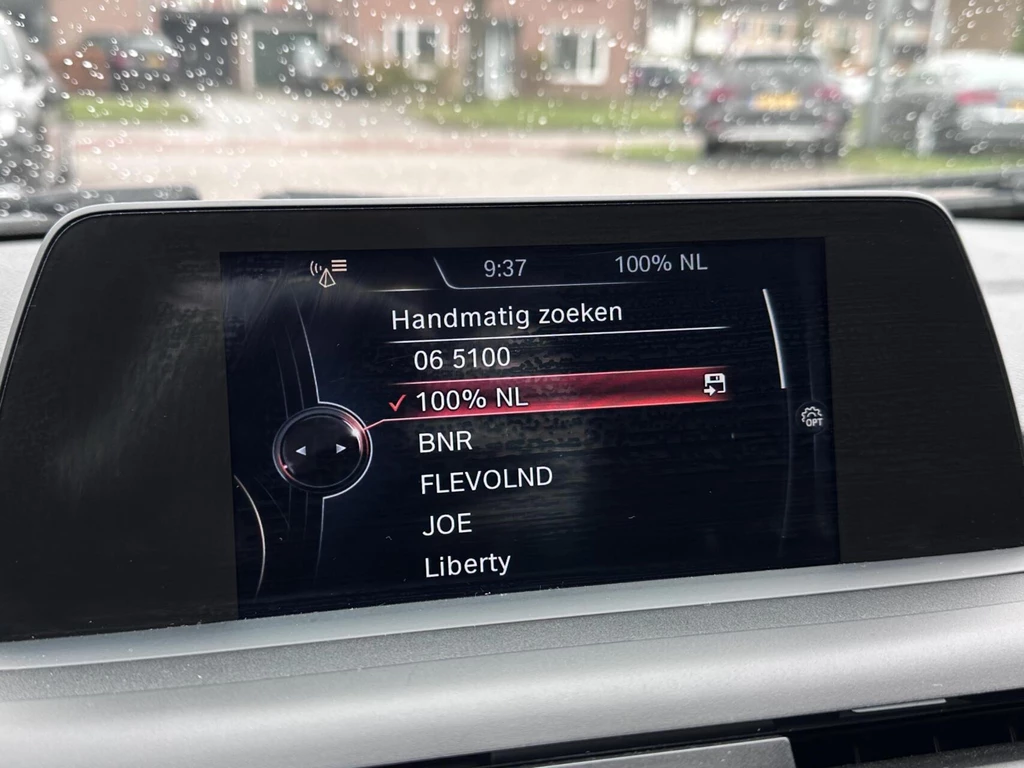 9:37 100% NL
Handmatig zoeken
06 5100
100% NL
BNR
OPT
FLEVOLND
JOE
Liberty